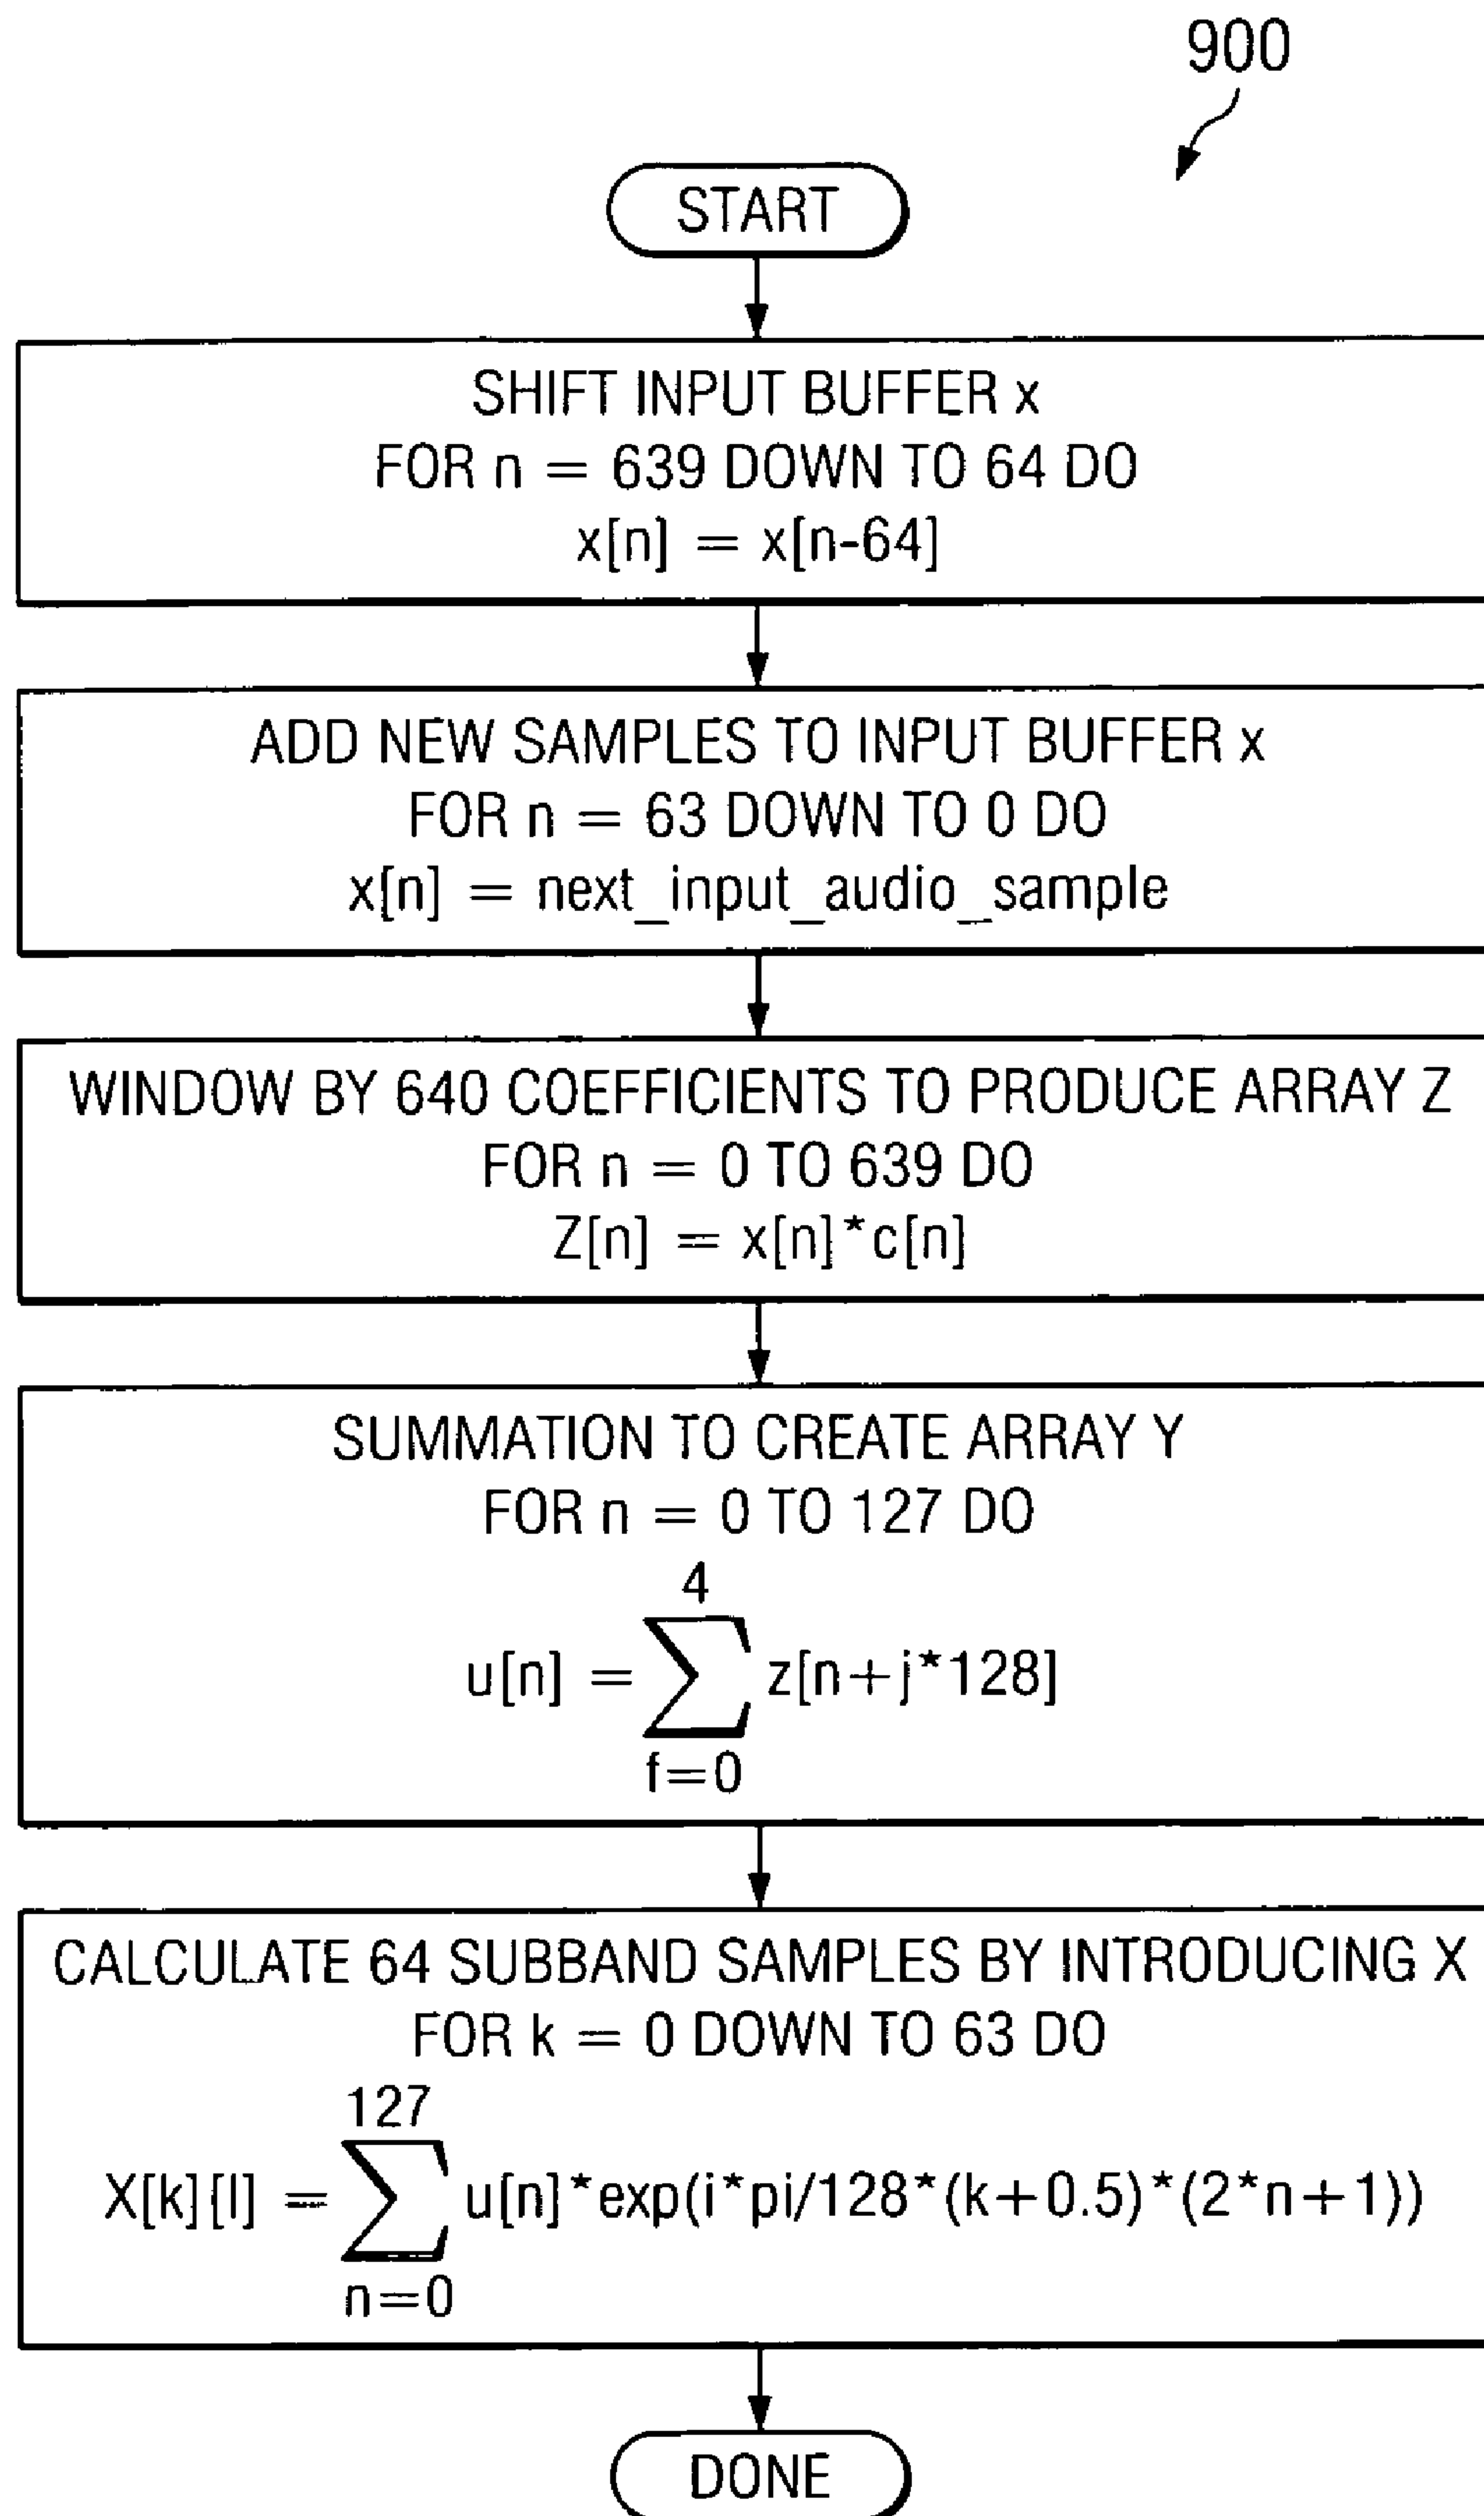 900
START
SHIFT INPUT BUFFER x
FOR n = 639 DOWN TO 64 DO
x[n] = x[n-64]
ADD NEW SAMPLES TO INPUT BUFFER x
FOR n = 63 DOWN TO 0 DO
x[n] = next_input_audio_sample
WINDOW BY 640 COEFFICIENTS TO PRODUCE ARRAY Z
FOR n = 0 TO 639 DO
Z[n] = x[n]*c[n]
SUMMATION TO CREATE ARRAY Y
FOR n = 0 TO 127 DO
4
u[n] = ∑ z[n+j*128]
f=0
CALCULATE 64 SUBBAND SAMPLES BY INTRODUCING X
FOR k = 0 DOWN TO 63 DO
127
X[k][l] = ∑ u[n]*exp(i*pi/128*(k+0.5)*(2*n+1))
n=0
DONE